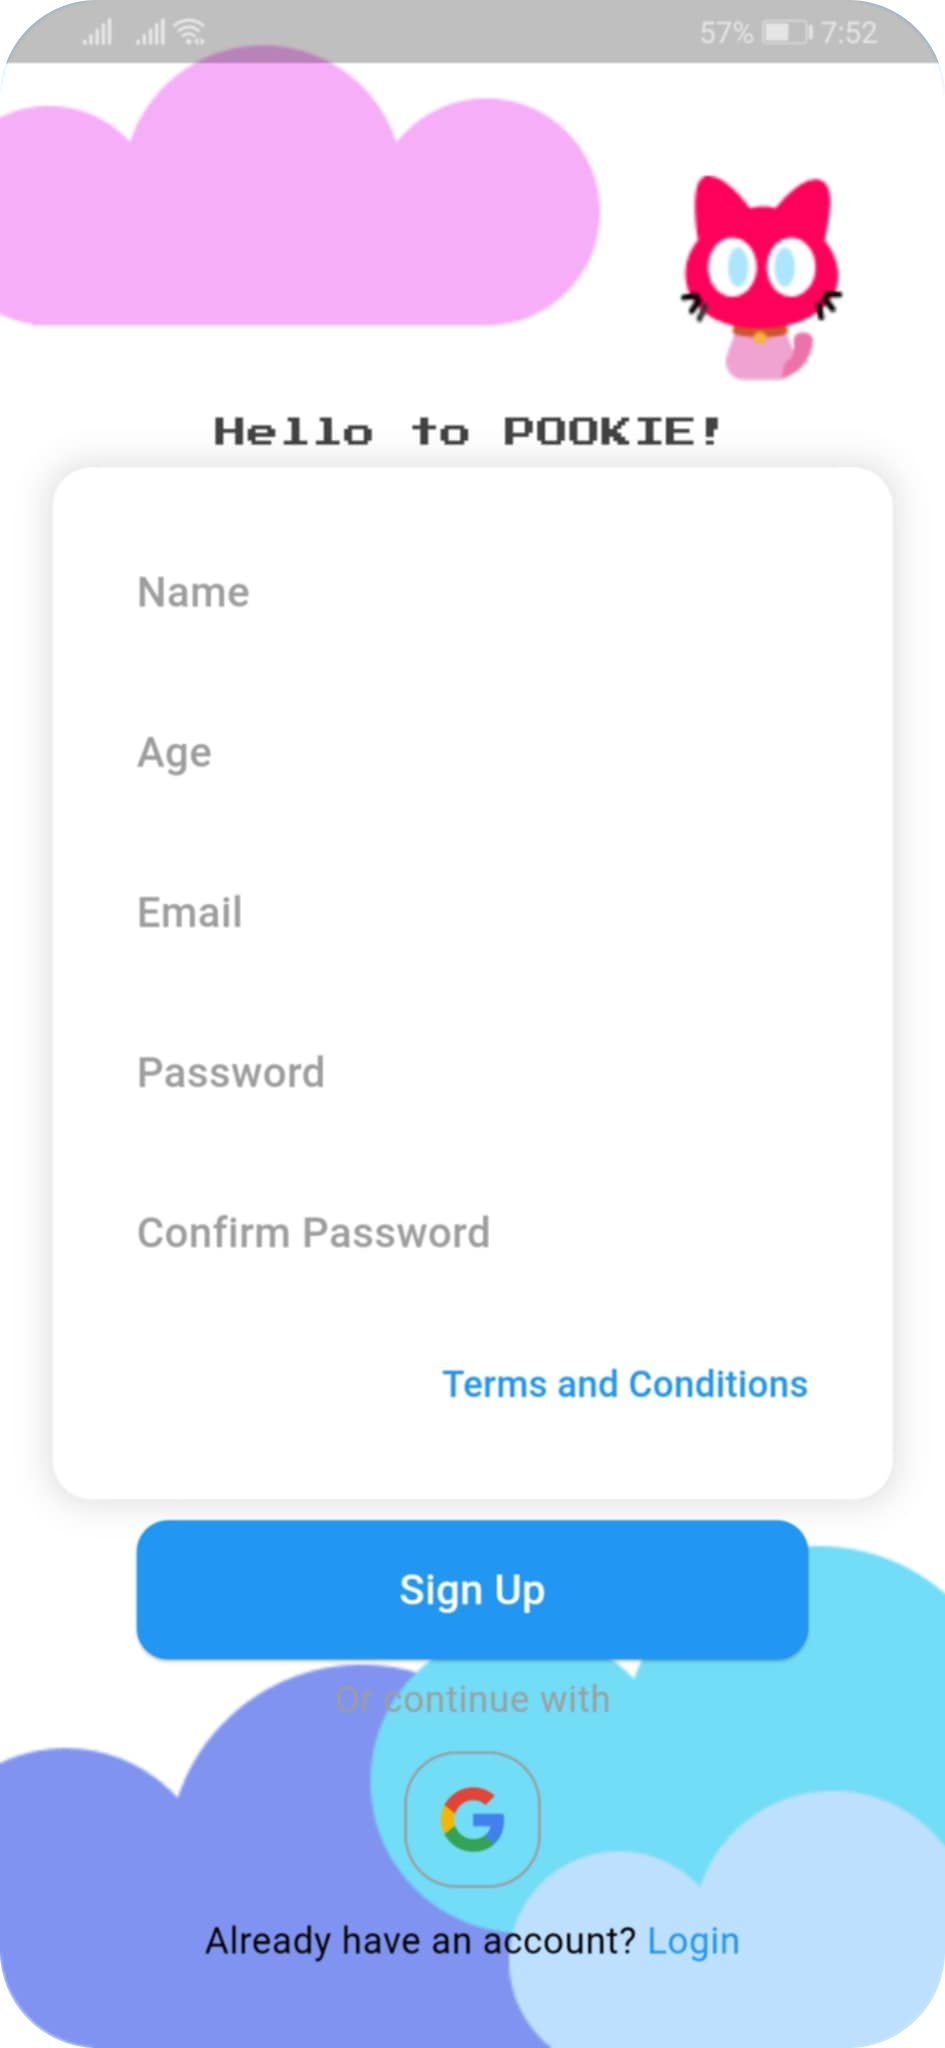 57% 7:52
Hello to POOKIE!
Name
Age
Email
Password
Confirm Password
Terms and Conditions
Sign Up
Or continue with
G
Already have an account? Login